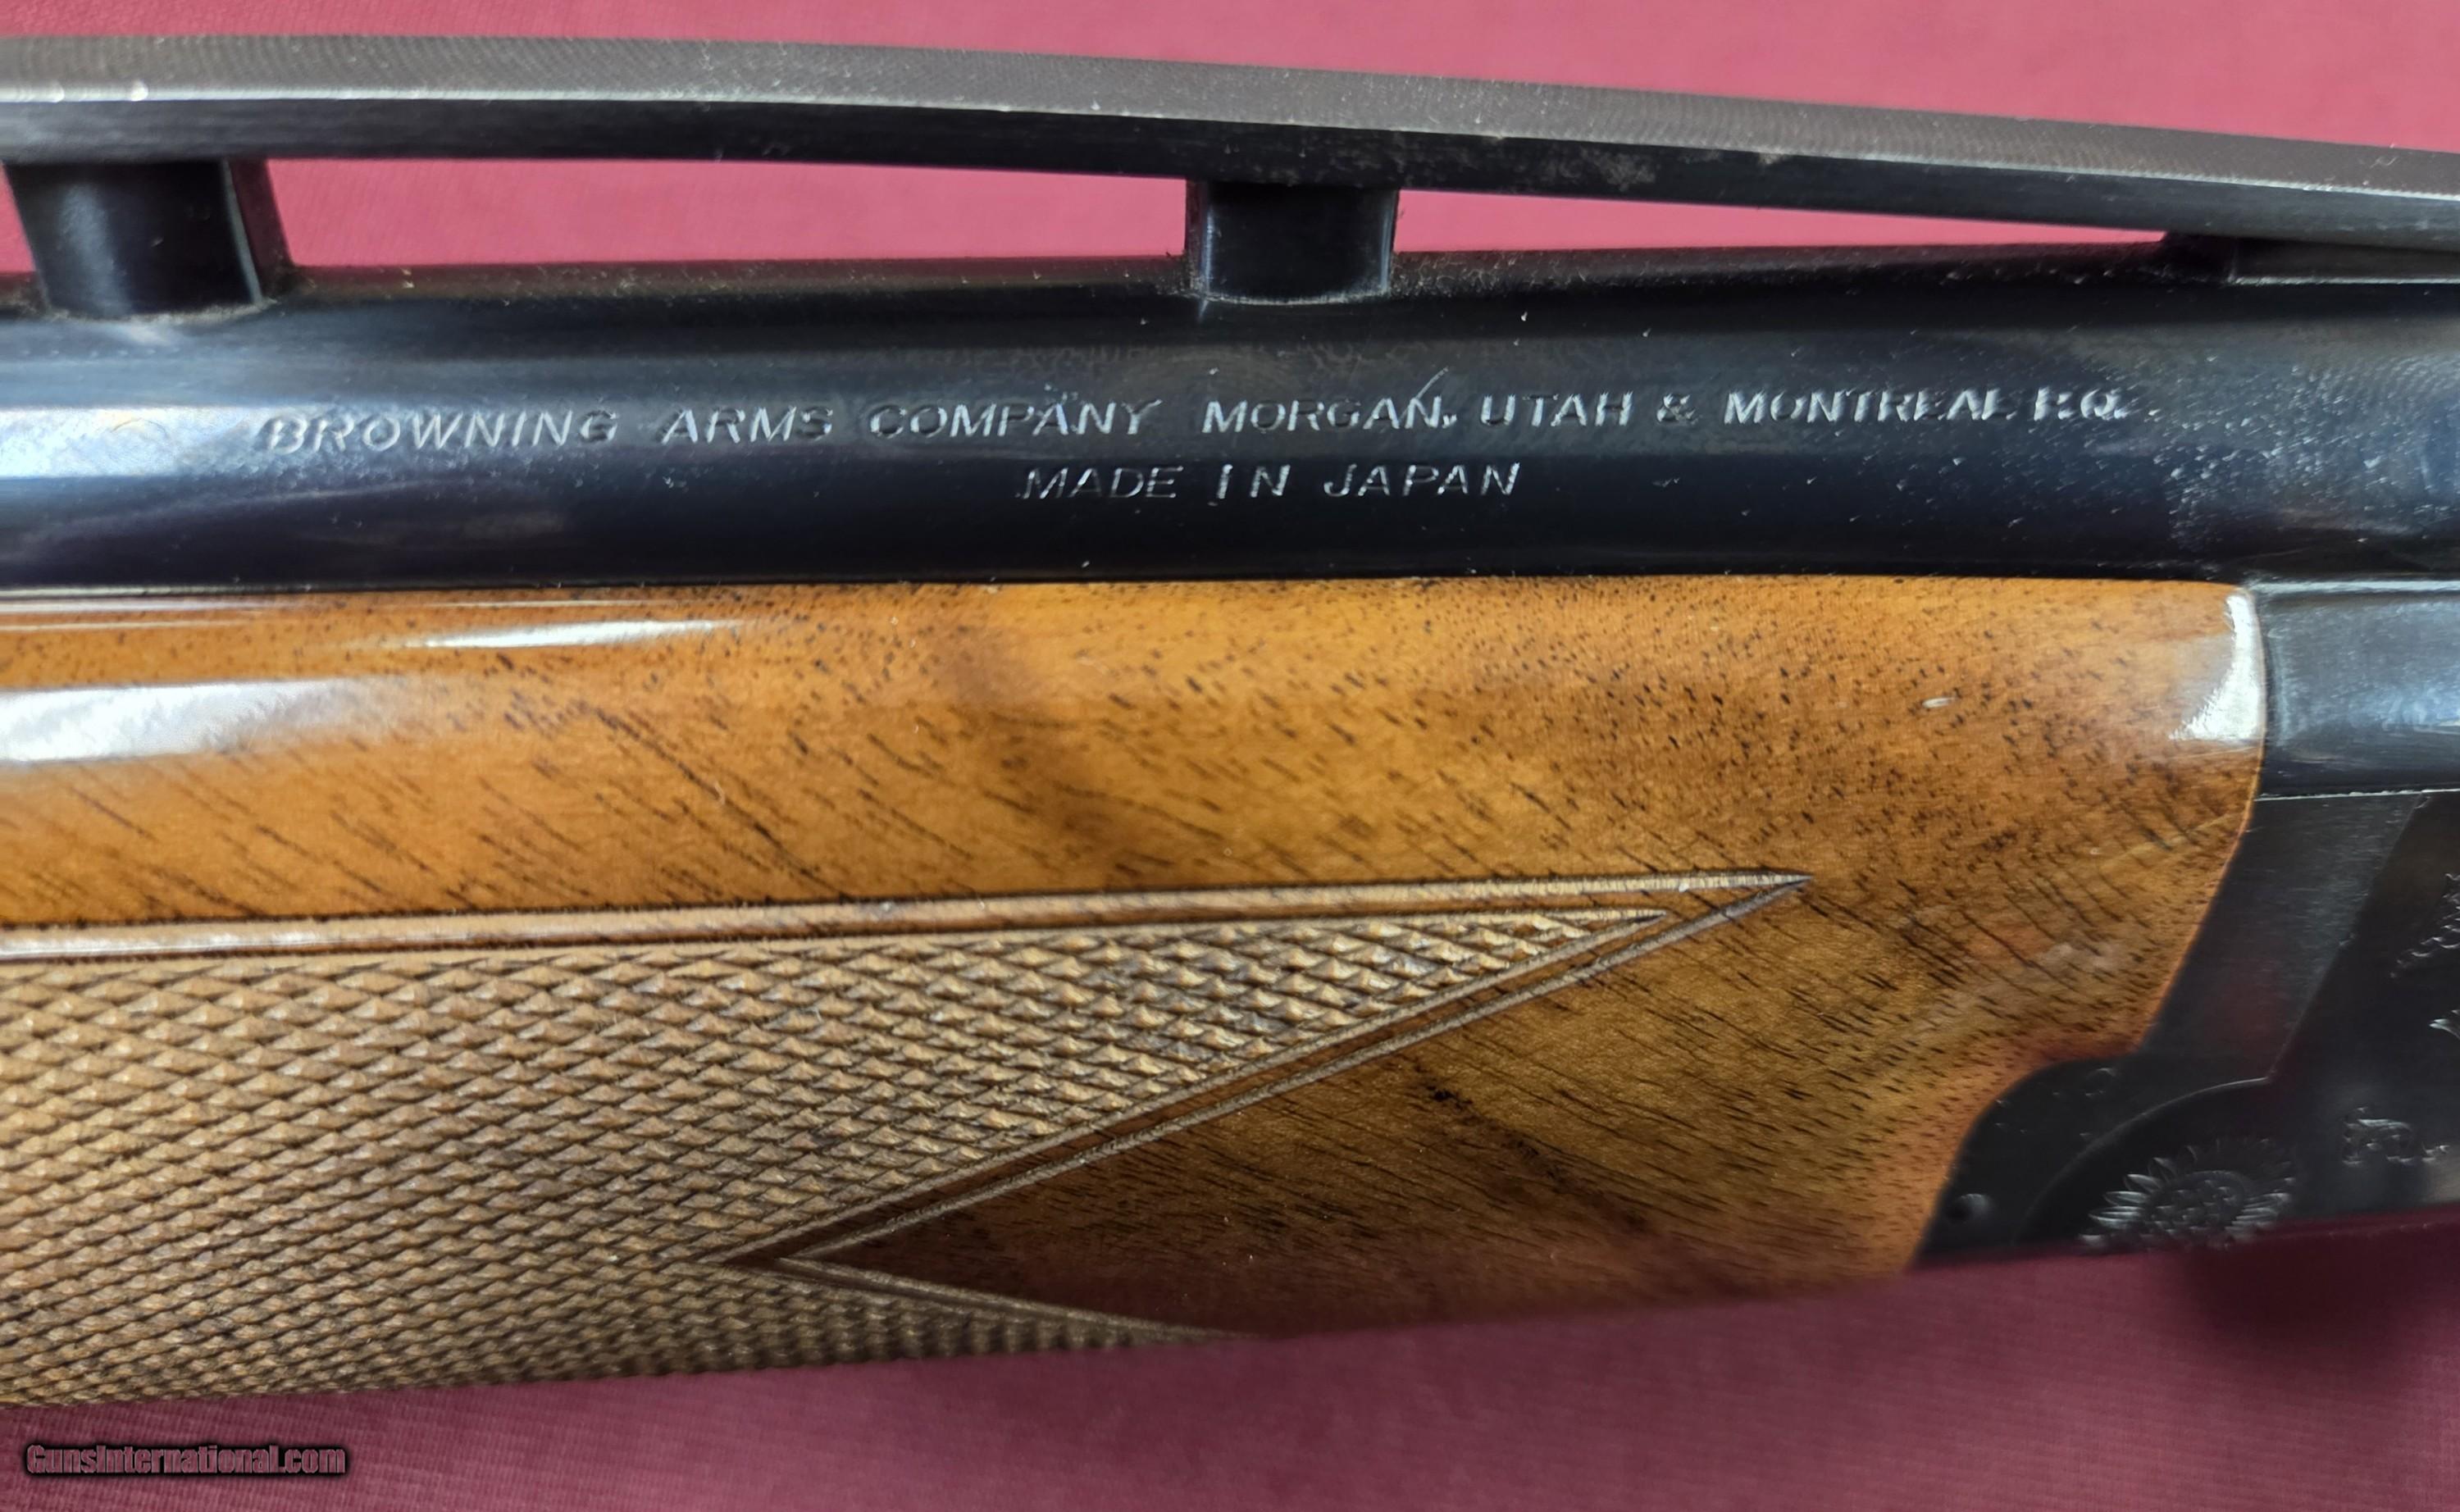 BROWNING ARMS COMPANY MORGAN, UTAH & MONTREAL P.Q.
MADE IN JAPAN
GunsInternational.com